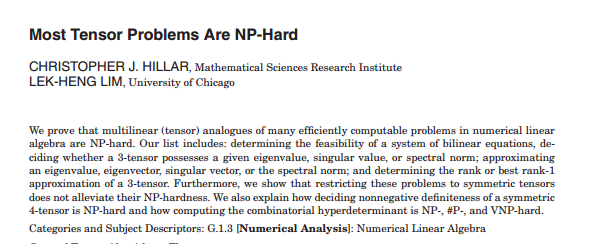 Most Tensor Problems Are NP-Hard
CHRISTOPHER J. HILLAR, Mathematical Sciences Research Institute
LEK-HENG LIM, University of Chicago
We prove that multilinear (tensor) analogues of many efficiently computable problems in numerical linear
algebra are NP-hard. Our list includes: determining the feasibility of a system of bilinear equations, de-
ciding whether a 3-tensor possesses a given eigenvalue, singular value, or spectral norm; approximating
an eigenvalue, eigenvector, singular vector, or the spectral norm; and determining the rank or best rank-1
approximation of a 3-tensor. Furthermore, we show that restricting these problems to symmetric tensors
does not alleviate their NP-hardness. We also explain how deciding nonnegative definiteness of a symmetric
4-tensor is NP-hard and how computing the combinatorial hyperdeterminant is NP-, #P-, and VNP-hard.
Categories and Subject Descriptors: G.1.3 [Numerical Analysis]: Numerical Linear Algebra